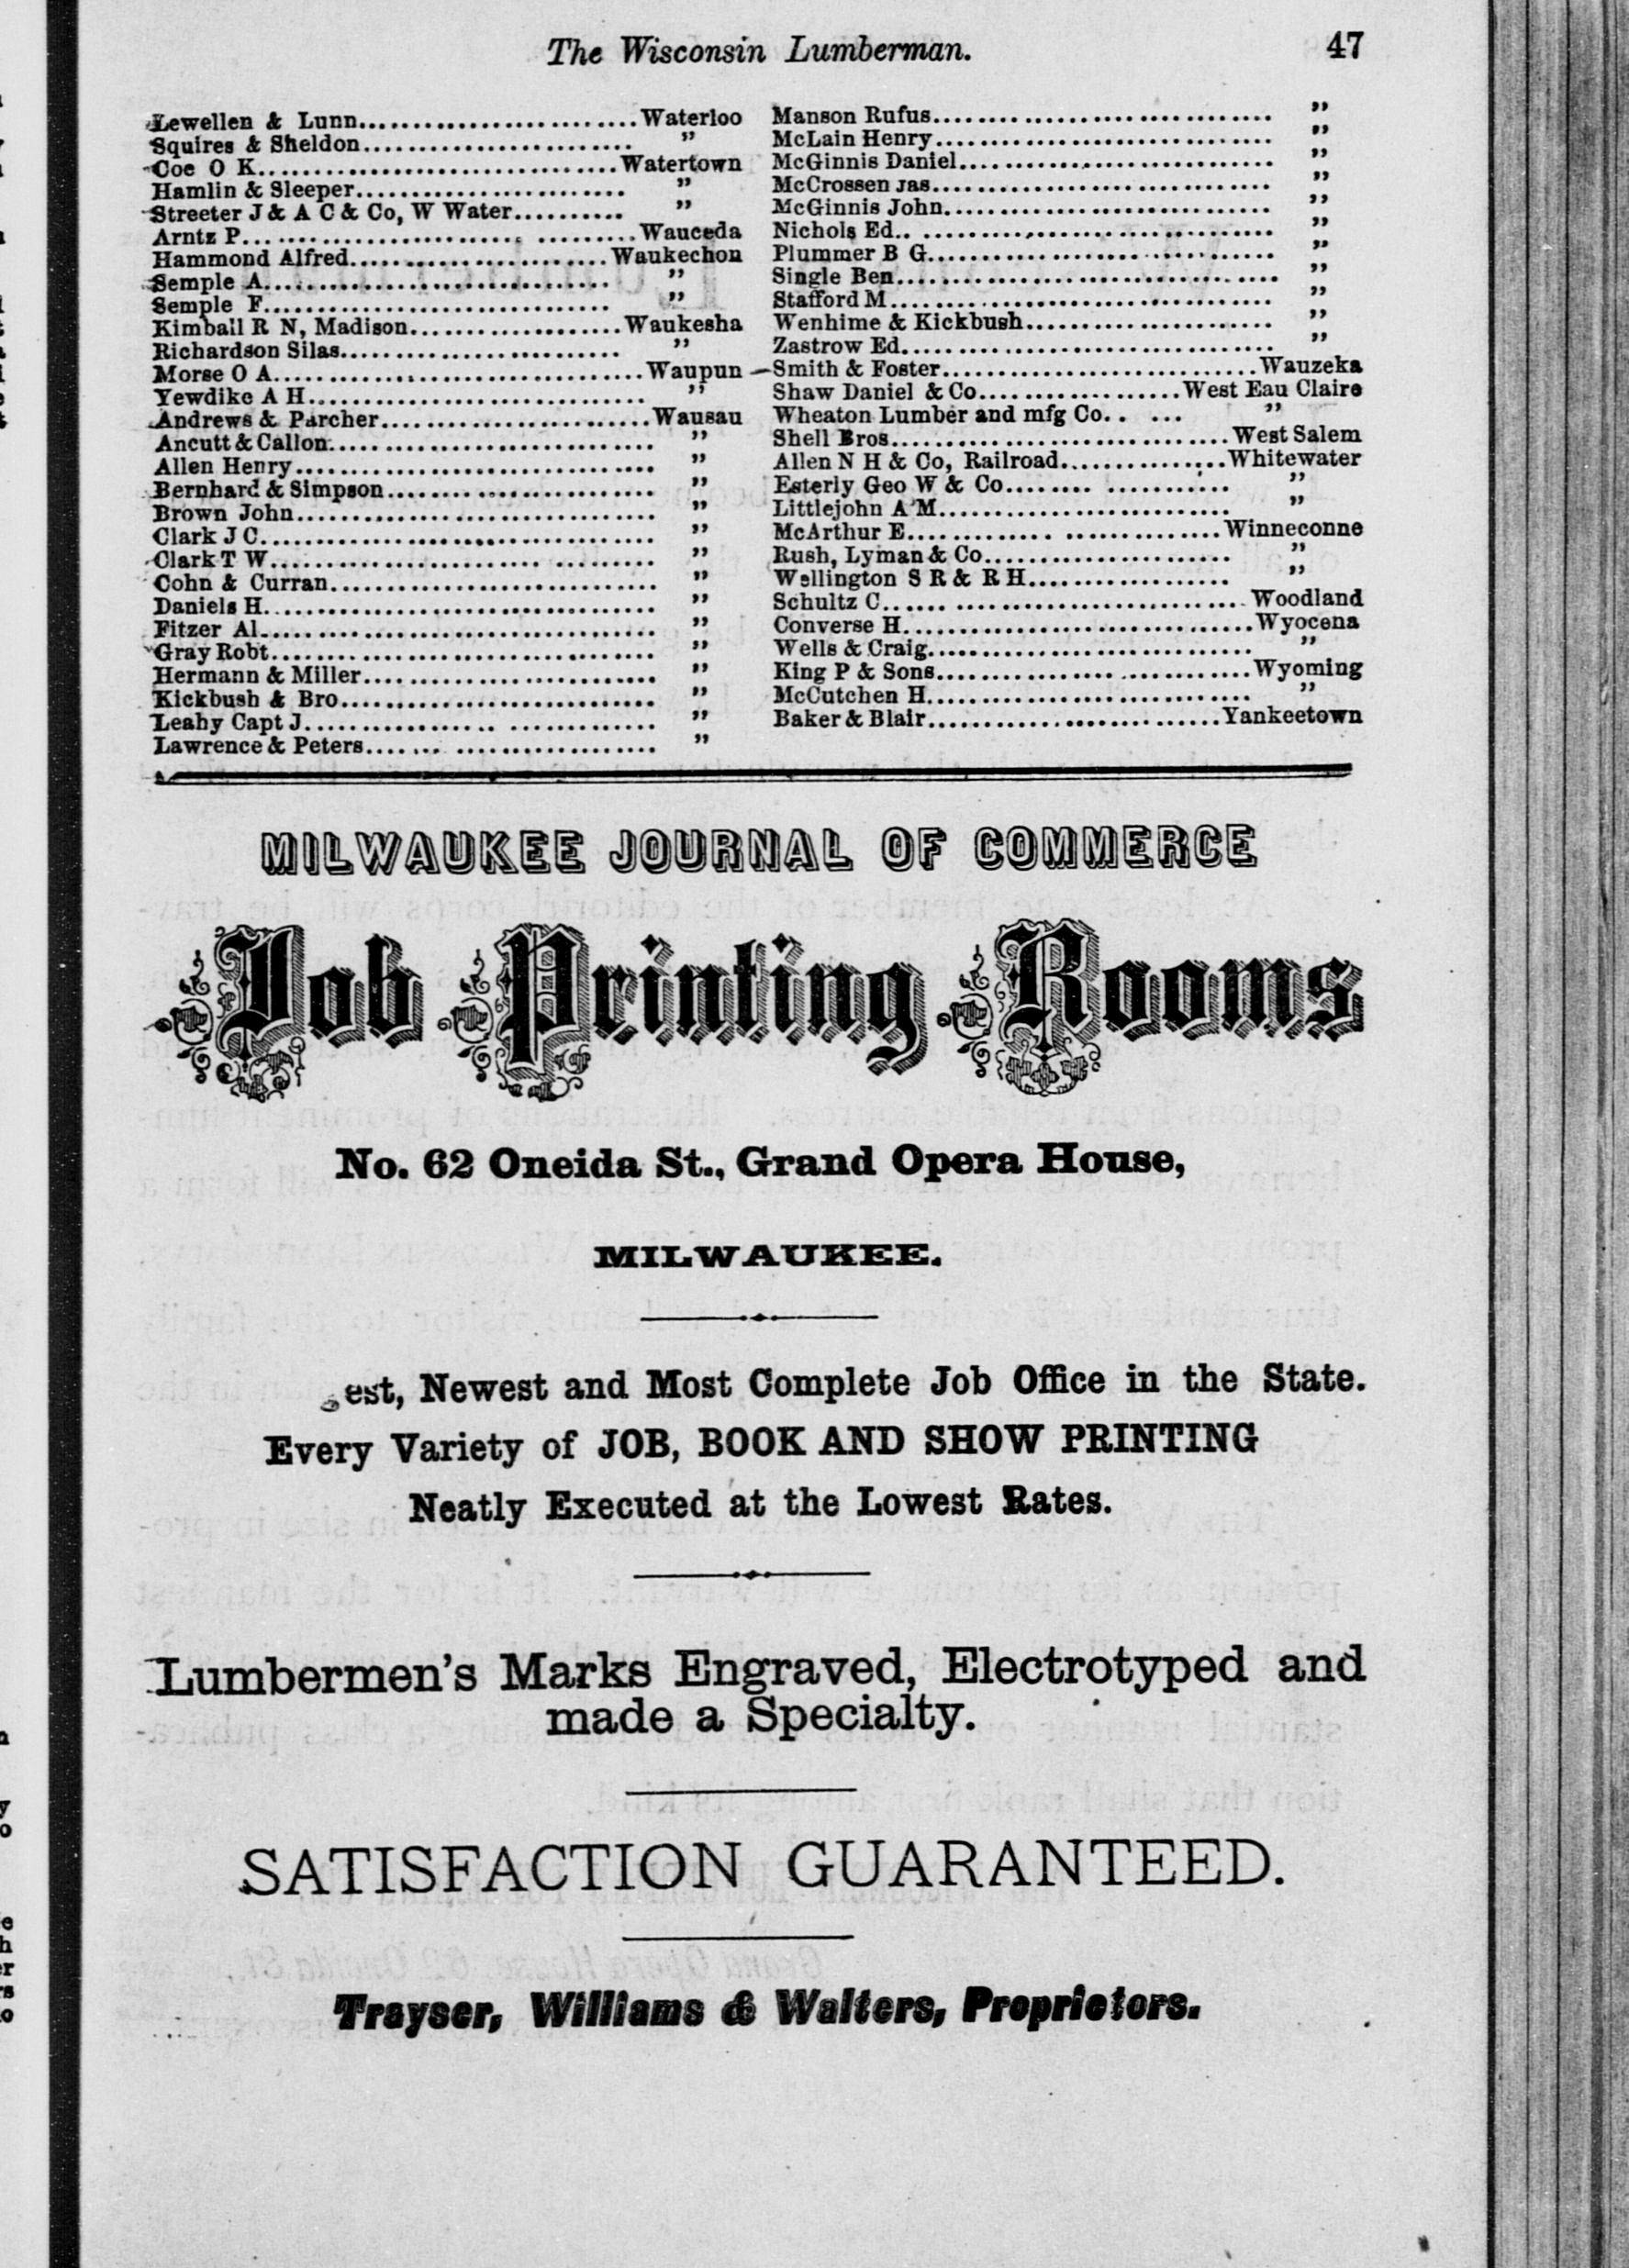 The Wisconsin Lumberman. 47
Lewellen & Lunn..........................Waterloo
Squires & Sheldon......................... ”
Coe O K..................................Watertown
Hamlin & Sleeper.......................... ”
Streeter J & A C & Co, W Water.......... ”
Arntz P.....................................Wauceda
Hammond Alfred........................Waukechon
Semple A................................. ”
Semple F................................. ”
Kimball R N, Madison....................Waukesha
Richardson Silas.......................... ”
Morse O A...................................Waupun
Yewdike A H................................ ”
Andrews & Parcher..........................Wausau
Ancutt & Callon............................... ”
Allen Henry................................... ”
Bernhard & Simpson.......................... ”
Brown John................................... ”
Clark J C...................................... ”
Clark T W..................................... ”
Cohn & Curran............................... ”
Daniels H..................................... ”
Fitzer Al...................................... ”
Gray Robt..................................... ”
Hermann & Miller............................ ”
Kickbush & Bro.............................. ”
Leahy Capt J................................. ”
Lawrence & Peters........................... ”
Manson Rufus................................ ”
McLain Henry................................ ”
McGinnis Daniel.............................. ”
McCrossen Jas................................ ”
McGinnis John............................... ”
Nichols Ed.................................... ”
Plummer B G................................. ”
Single Ben..................................... ”
Stafford M..................................... ”
Wenhime & Kickbush........................ ”
Zastrow Ed.................................... ”
Smith & Foster..............................Wauzeka
Shaw Daniel & Co...................West Eau Claire
Wheaton Lumber and mfg Co.. ... ”
Shell Bros................................West Salem
Allen N H & Co, Railroad................Whitewater
Esterly Geo W & Co........ ............ ”
Littlejohn A M........................... ”
McArthur E..............................Winneconne
Rush, Lyman & Co....................... ”
Wellington S R & R H.................. ”
Schultz C...................................Woodland
Converse H.................................Wyocena
Wells & Craig............................... ”
King P & Sons..............................Wyoming
McCutchen H............................... ”
Baker & Blair............................Yankeetown
MILWAUKEE JOURNAL OF COMMERCE
Job Printing Rooms
No. 62 Oneida St., Grand Opera House,
MILWAUKEE.
est, Newest and Most Complete Job Office in the State.
Every Variety of JOB, BOOK AND SHOW PRINTING
Neatly Executed at the Lowest Rates.
Lumbermen's Marks Engraved, Electrotyped and
made a Specialty.
SATISFACTION GUARANTEED.
Trayser, Williams & Walters, Proprietors.